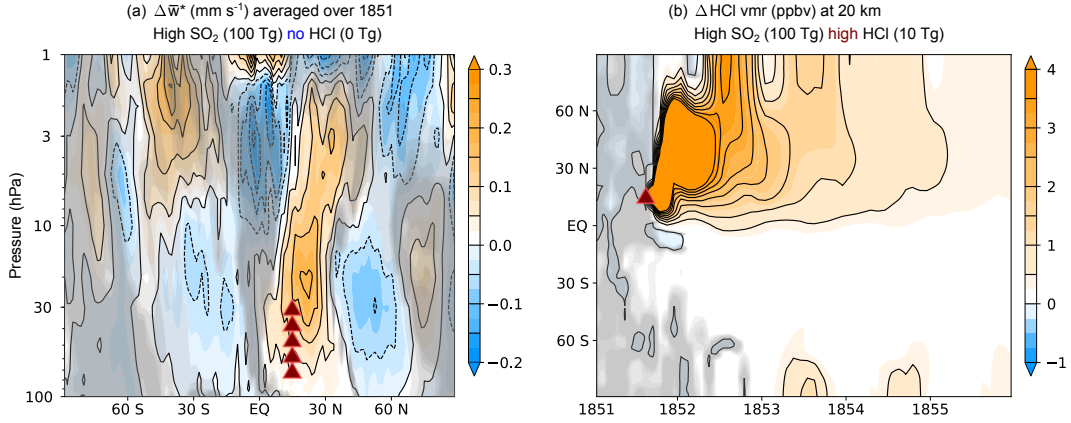 (a) Δw̅* (mm s⁻¹) averaged over 1851
High SO₂ (100 Tg) no HCl (0 Tg)
1
3
10
30
100
Pressure (hPa)
60 S
30 S
EQ
30 N
60 N
0.3
0.2
0.1
0.0
−0.1
−0.2
(b) ΔHCl vmr (ppbv) at 20 km
High SO₂ (100 Tg) high HCl (10 Tg)
60 N
30 N
EQ
30 S
60 S
1851
1852
1853
1854
1855
4
3
2
1
0
−1